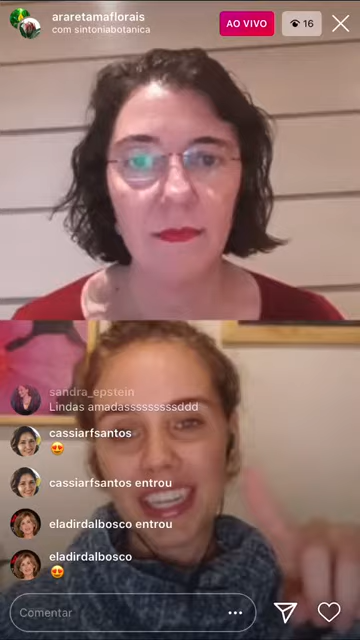 araretamaflorais
com sintoniabotanica
AO VIVO
16
sandra_epstein
Lindas amadasssssssssddd
cassiarfsantos
😍
cassiarfsantos entrou
eladirdalbosco entrou
eladirdalbosco
😍
Comentar